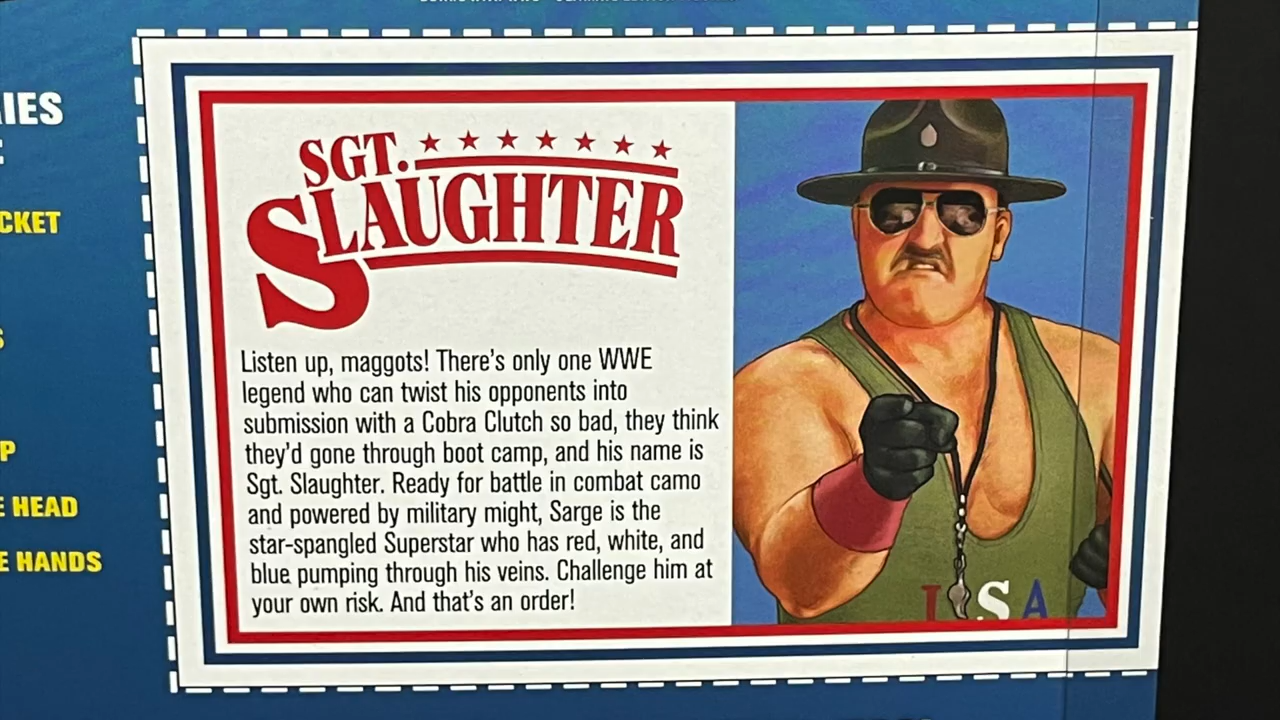 IES
CKET
S
P
E HEAD
E HANDS
SGT.
SLAUGHTER
Listen up, maggots! There's only one WWE
legend who can twist his opponents into
submission with a Cobra Clutch so bad, they think
they'd gone through boot camp, and his name is
Sgt. Slaughter. Ready for battle in combat camo
and powered by military might, Sarge is the
star-spangled Superstar who has red, white, and
blue pumping through his veins. Challenge him at
your own risk. And that's an order!
USA